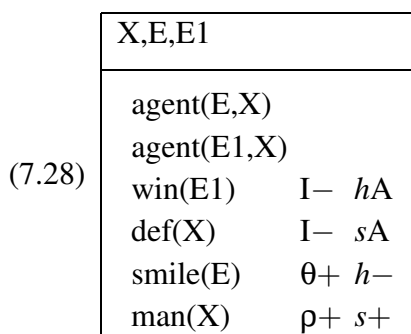 X,E,E1
agent(E,X)
agent(E1,X)
(7.28) win(E1) I− hA
def(X) I− sA
smile(E) θ+ h−
man(X) ρ+ s+